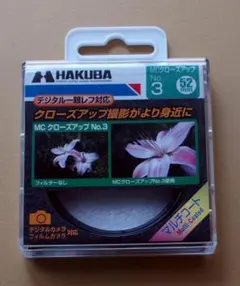 HAKUBA
MCクローズアップ
No.
3
52
mm
デジタル一眼レフ対応
クローズアップ撮影がより身近に
MC クローズアップ No.3
フィルターなし
MCクローズアップNo.3使用
マルチコート
Multi Coated
デジタルカメラ
フィルムカメラ
対応